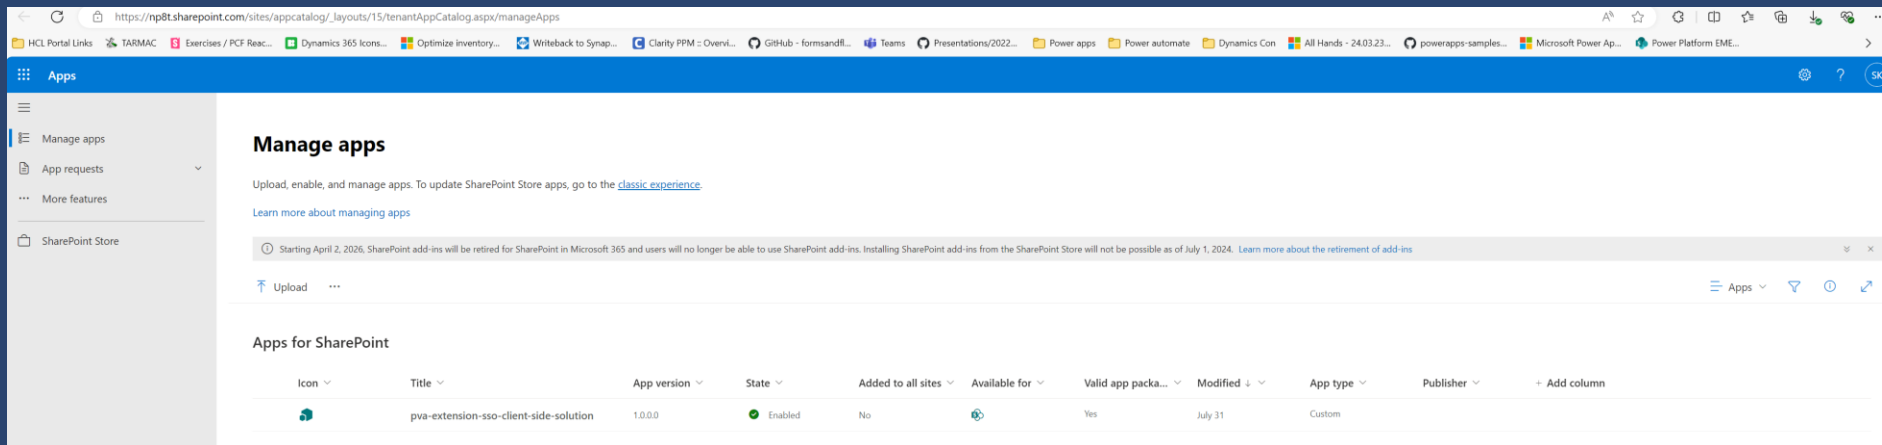 https://np8t.sharepoint.com/sites/appcatalog/_layouts/15/tenantAppCatalog.aspx/manageApps
HCL Portal Links TARMAC Exercises / PCF Reac... Dynamics 365 Icons... Optimize inventory... Writeback to Synap... Clarity PPM :: Overvi... GitHub - formsandfl... Teams Presentations/2022... Power apps Power automate Dynamics Con All Hands - 24.03.23... powerapps-samples... Microsoft Power Ap... Power Platform EME...
Apps
SK
Manage apps
App requests
More features
SharePoint Store
Manage apps
Upload, enable, and manage apps. To update SharePoint Store apps, go to the classic experience.
Learn more about managing apps
Starting April 2, 2026, SharePoint add-ins will be retired for SharePoint in Microsoft 365 and users will no longer be able to use SharePoint add-ins. Installing SharePoint add-ins from the SharePoint Store will not be possible as of July 1, 2024. Learn more about the retirement of add-ins
Upload ... Apps
Apps for SharePoint
Icon Title App version State Added to all sites Available for Valid app packa... Modified App type Publisher + Add column
pva-extension-sso-client-side-solution 1.0.0.0 Enabled No Yes July 31 Custom